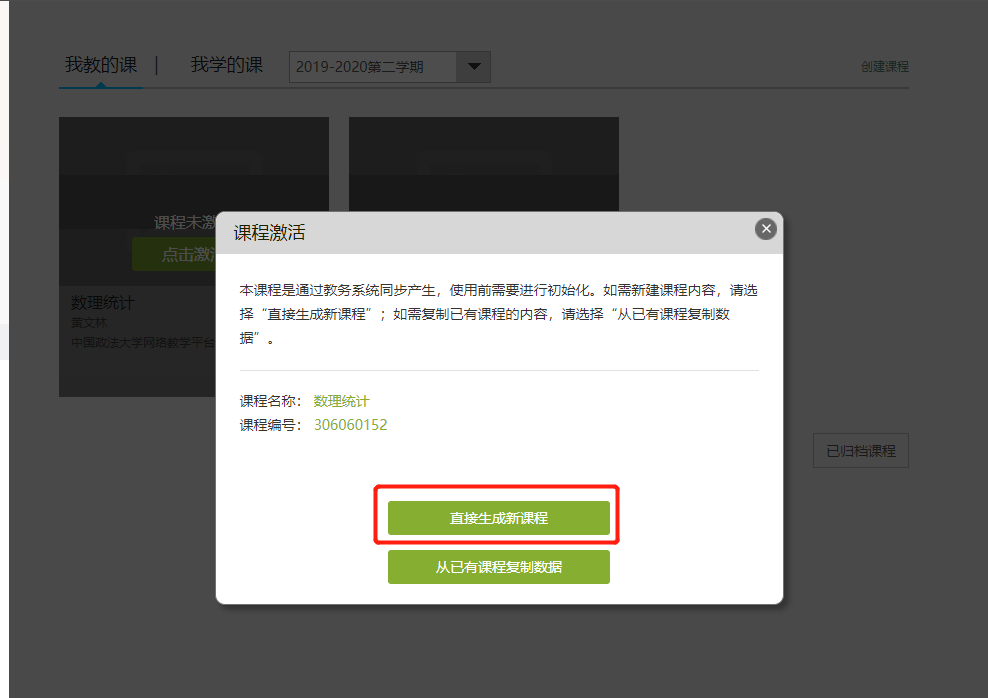 我教的课 | 我学的课 2019-2020第二学期 创建课程
课程未激
点击激活
数理统计
黄文林
中国政法大学网络教学平台
课程激活
本课程是通过教务系统同步产生，使用前需要进行初始化。如需新建课程内容，请选
择“直接生成新课程”；如需复制已有课程的内容，请选择“从已有课程复制数
据”。
课程名称： 数理统计
课程编号： 306060152
已归档课程
直接生成新课程
从已有课程复制数据